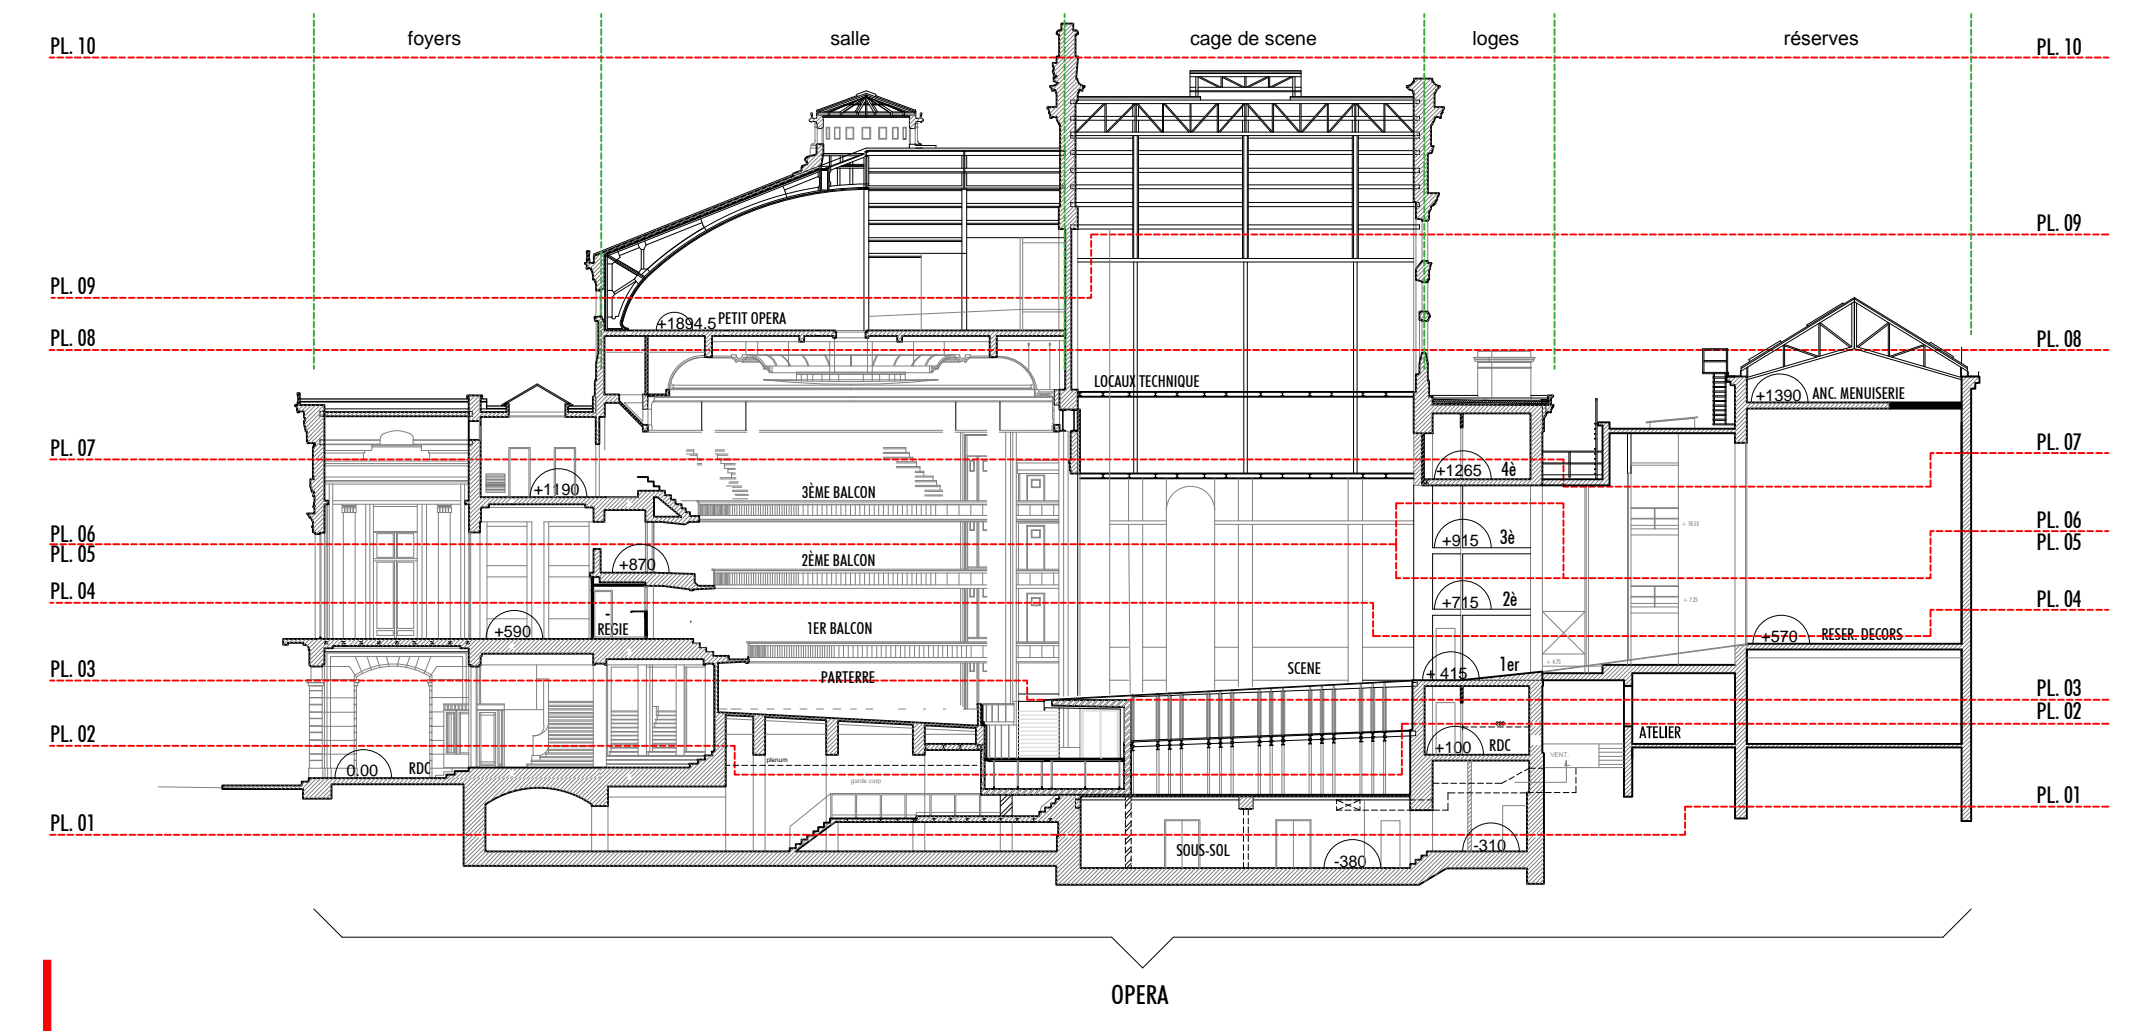 foyers salle cage de scene loges réserves
PL. 10 PL. 10
PL. 09
PL. 09
+1894.5 PETIT OPERA
PL. 08 PL. 08
LOCAUX TECHNIQUE
+1390 ANC. MENUISERIE
PL. 07 PL. 07
+1265 4è
+1190
3ÈME BALCON
PL. 06 PL. 06
PL. 05 PL. 05
+915 3è
2ÈME BALCON
+870
PL. 04 PL. 04
+715 2è
+590 REGIE
1ER BALCON
+570 RESER. DECORS
PL. 03 PARTERRE SCENE
+415 1er
PL. 03
PL. 02
PL. 02
0.00 RDC
plenum
garde corp
+100 RDC
VENT.
ATELIER
PL. 01
PL. 01
SOUS-SOL
-380
-310
OPERA